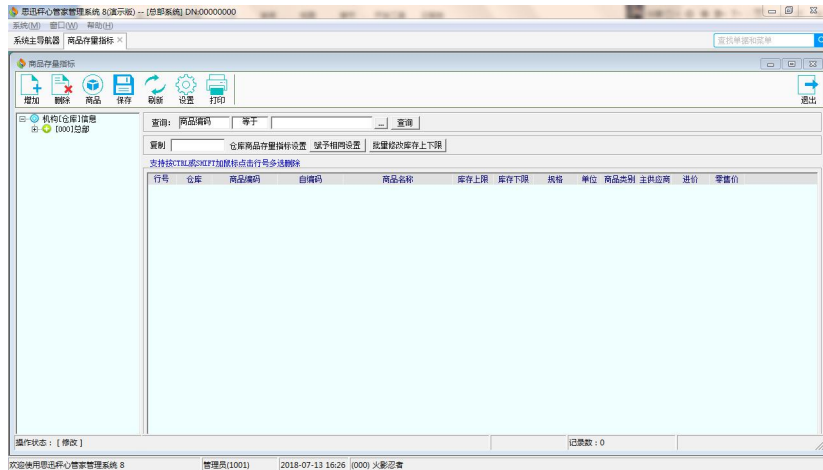 思迅秤心管家管理系统 8(演示版) -- [总部系统] DN:00000000
系统(M) 窗口(W) 帮助(H)
系统主导航器 商品存量指标 ×
查找单据和菜单
商品存量指标
增加 删除 商品 保存 刷新 设置 打印 退出
机构[仓库]信息
[000]总部
查询: 商品编码 等于 ... 查询
复制 仓库商品存量指标设置 赋予相同设置 批量修改库存上下限
支持按CTRL或SHIFT加鼠标点击行号多选删除
行号 仓库 商品编码 自编码 商品名称 库存上限 库存下限 规格 单位 商品类别 主供应商 进价 零售价
操作状态: [ 修改 ] 记录数: 0
欢迎使用思迅秤心管家管理系统 8 管理员(1001) 2018-07-13 16:26 (000) 火影忍者